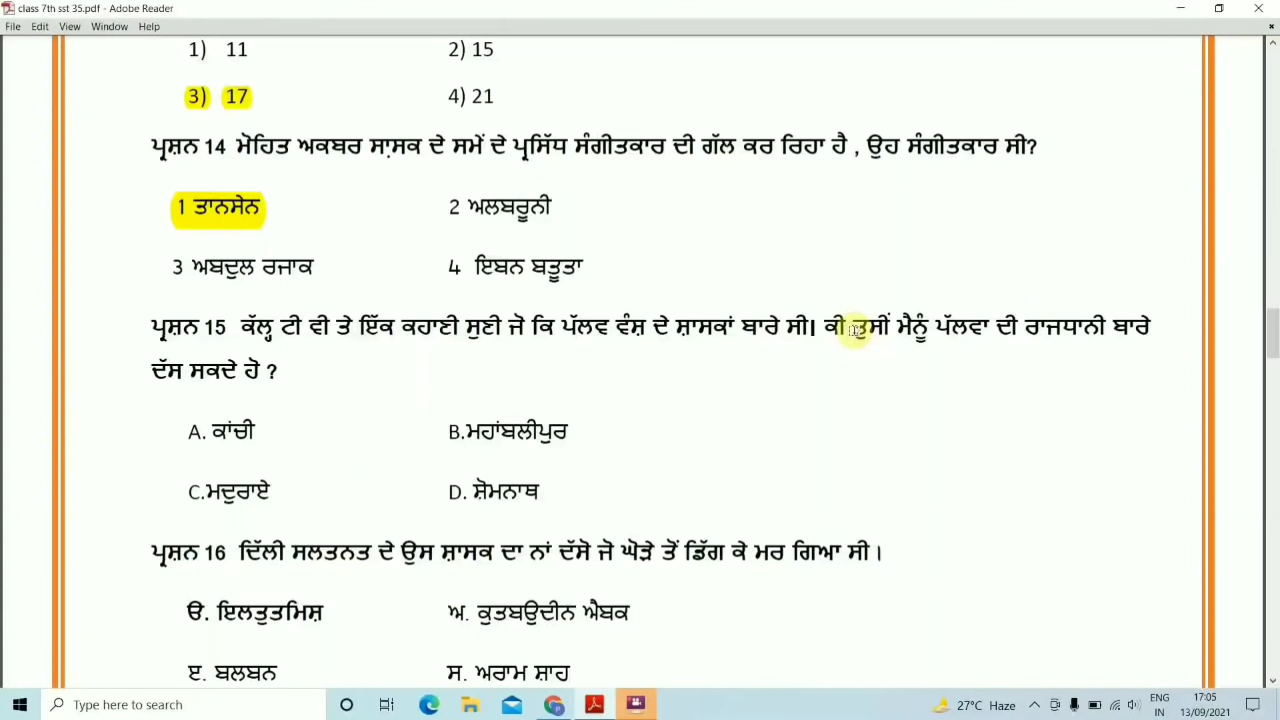 class 7th sst 35.pdf - Adobe Reader
File Edit View Window Help
1) 11 2) 15
3) 17 4) 21
ਪ੍ਰਸ਼ਨ 14 ਮੋਹਿਤ ਅਕਬਰ ਸਾ਼ਸਕ ਦੇ ਸਮੇਂ ਦੇ ਪ੍ਰਸਿੱਧ ਸੰਗੀਤਕਾਰ ਦੀ ਗੱਲ ਕਰ ਰਿਹਾ ਹੈ , ਉਹ ਸੰਗੀਤਕਾਰ ਸੀ?
1 ਤਾਨਸੇਨ 2 ਅਲਬਰੂਨੀ
3 ਅਬਦੁਲ ਰਜਾਕ 4 ਇਬਨ ਬਤੂਤਾ
ਪ੍ਰਸ਼ਨ 15 ਕੱਲ੍ਹ ਟੀ ਵੀ ਤੇ ਇੱਕ ਕਹਾਣੀ ਸੁਣੀ ਜੋ ਕਿ ਪੱਲਵ ਵੰਸ਼ ਦੇ ਸ਼ਾਸਕਾਂ ਬਾਰੇ ਸੀ। ਕੀ ਤੁਸੀਂ ਮੈਨੂੰ ਪੱਲਵਾ ਦੀ ਰਾਜਧਾਨੀ ਬਾਰੇ
ਦੱਸ ਸਕਦੇ ਹੋ ?
A. ਕਾਂਚੀ B.ਮਹਾਂਬਲੀਪੁਰ
C.ਮਦੁਰਾਏ D. ਸ਼ੋਮਨਾਥ
ਪ੍ਰਸ਼ਨ 16 ਦਿੱਲੀ ਸਲਤਨਤ ਦੇ ਉਸ ਸ਼ਾਸਕ ਦਾ ਨਾਂ ਦੱਸੋ ਜੋ ਘੋੜੇ ਤੋਂ ਡਿੱਗ ਕੇ ਮਰ ਗਿਆ ਸੀ ।
ੳ. ਇਲਤੁਤਮਿਸ਼ ਅ. ਕੁਤਬਉਦੀਨ ਐਬਕ
ੲ. ਬਲਬਨ ਸ. ਅਰਾਮ ਸ਼ਾਹ
Type here to search 27°C Haze ENG 17:05
IN 13/09/2021